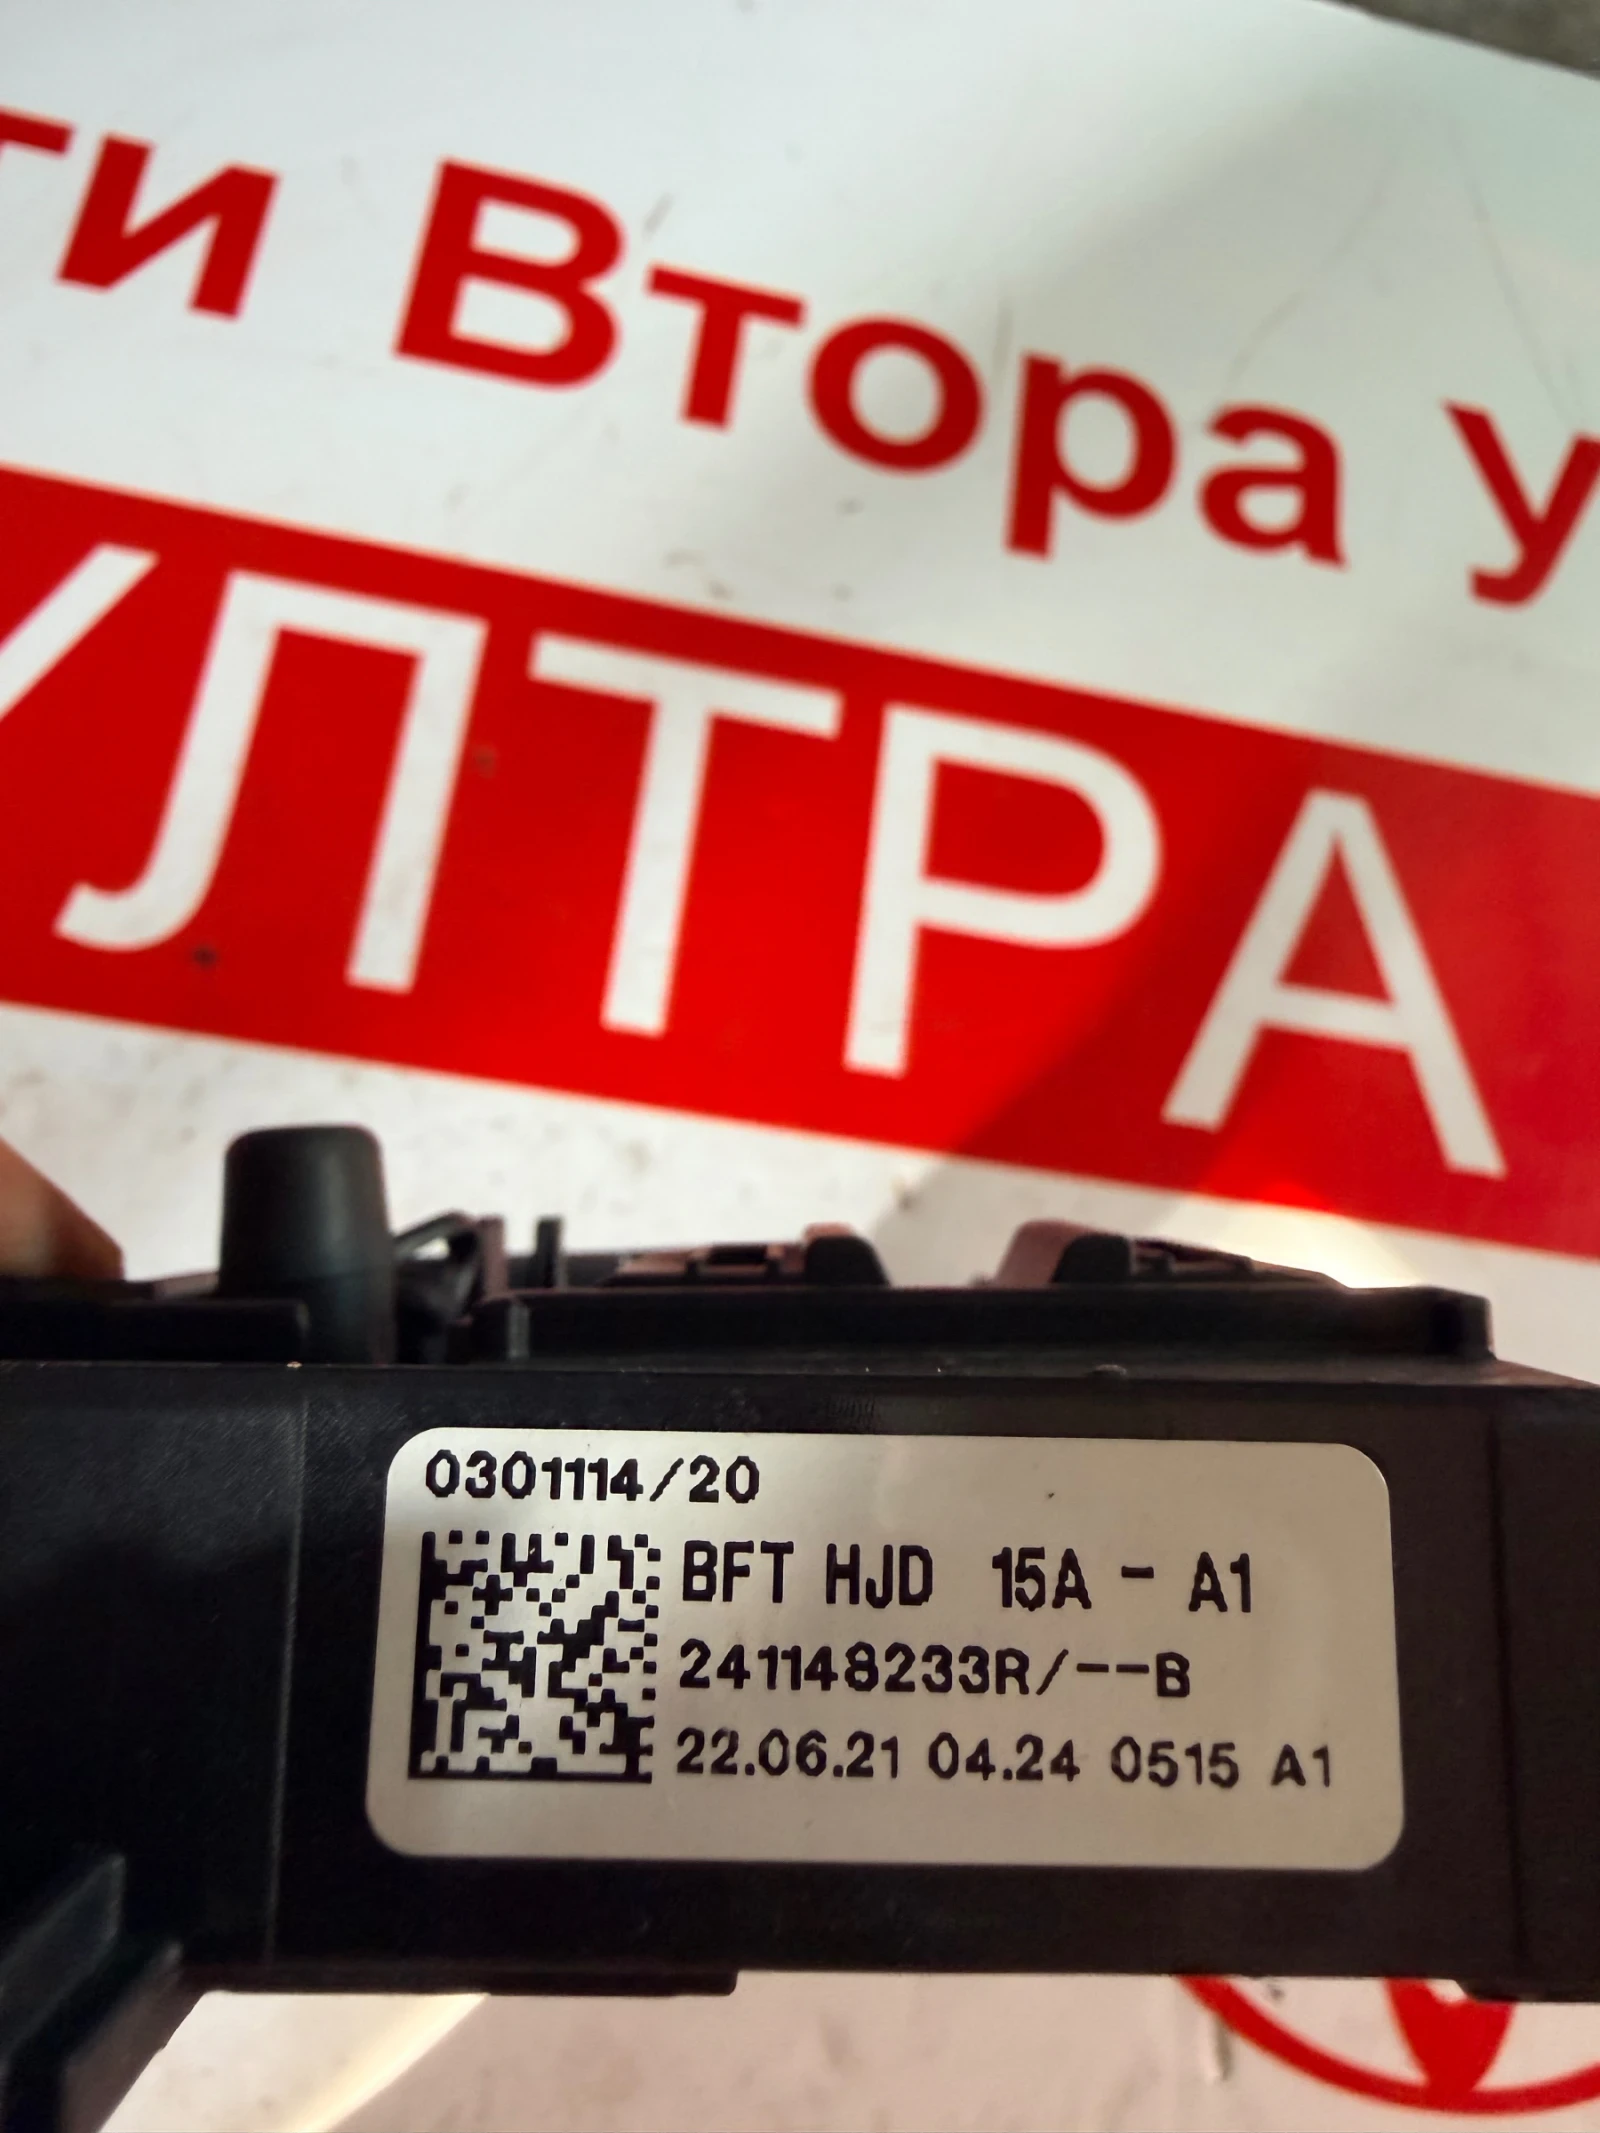 ти Втора у
УЛТРА
0301114/20
BFT HJD 15A - A1
241148233R/--B
22.06.21 04.24 0515 A1